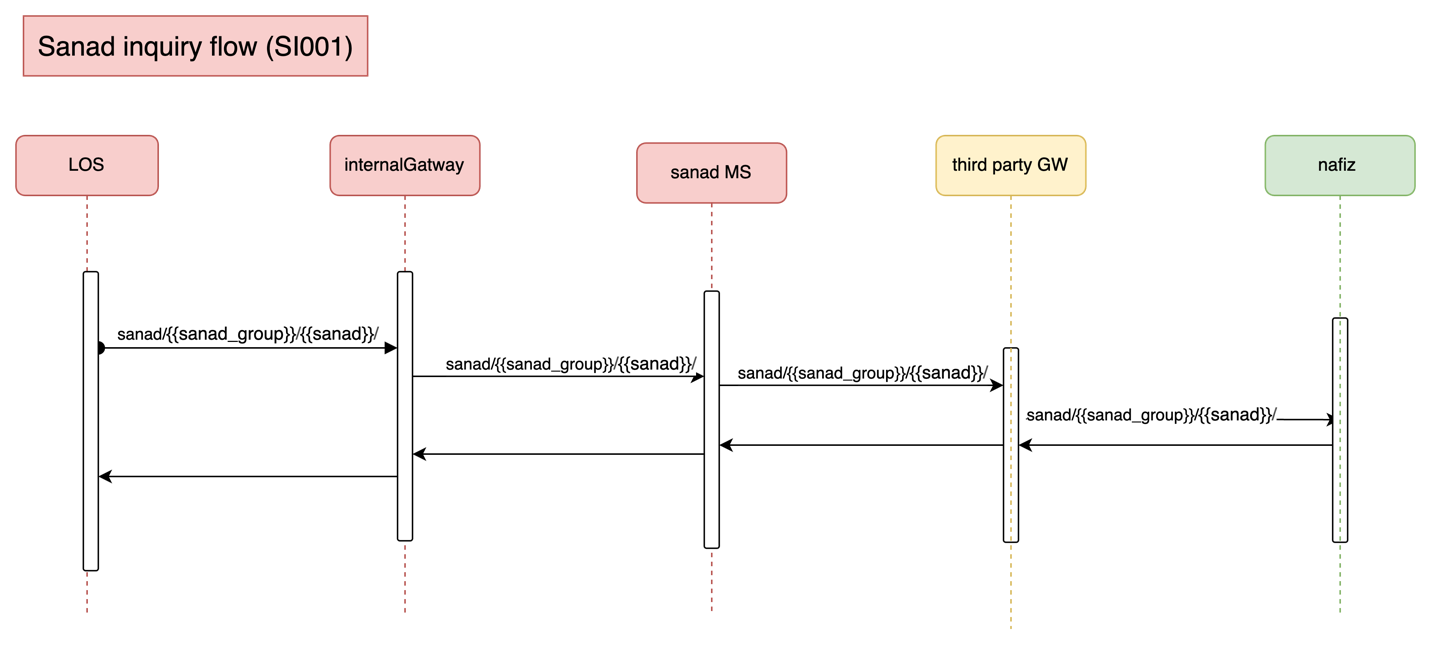 Sanad inquiry flow (SI001)
LOS
internalGatway
sanad MS
third party GW
nafiz
sanad/{{sanad_group}}/{{sanad}}/
sanad/{{sanad_group}}/{{sanad}}/
sanad/{{sanad_group}}/{{sanad}}/
sanad/{{sanad_group}}/{{sanad}}/